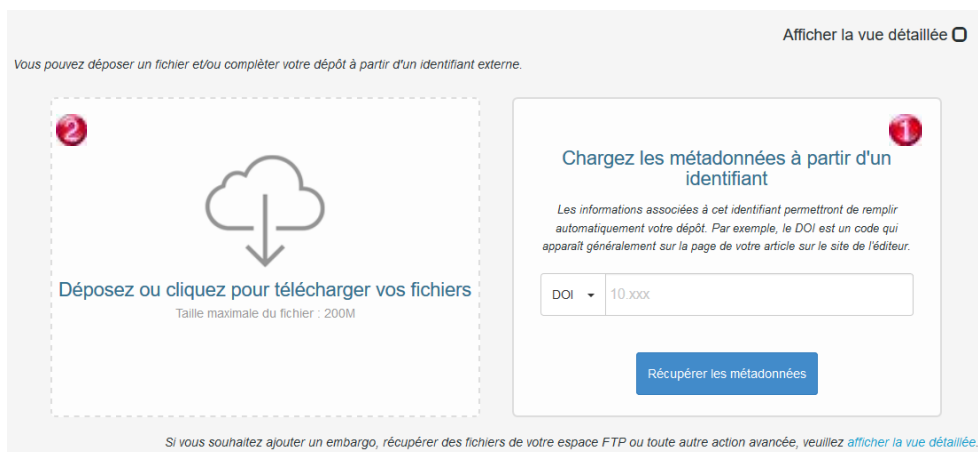 Afficher la vue détaillée
Vous pouvez déposer un fichier et/ou complèter votre dépôt à partir d'un identifiant externe.
2
Déposez ou cliquez pour télécharger vos fichiers
Taille maximale du fichier : 200M
1
Chargez les métadonnées à partir d'un
identifiant
Les informations associées à cet identifiant permettront de remplir
automatiquement votre dépôt. Par exemple, le DOI est un code qui
apparaît généralement sur la page de votre article sur le site de l'éditeur.
DOI 10.xxx
Récupérer les métadonnées
Si vous souhaitez ajouter un embargo, récupérer des fichiers de votre espace FTP ou toute autre action avancée, veuillez afficher la vue détaillée.